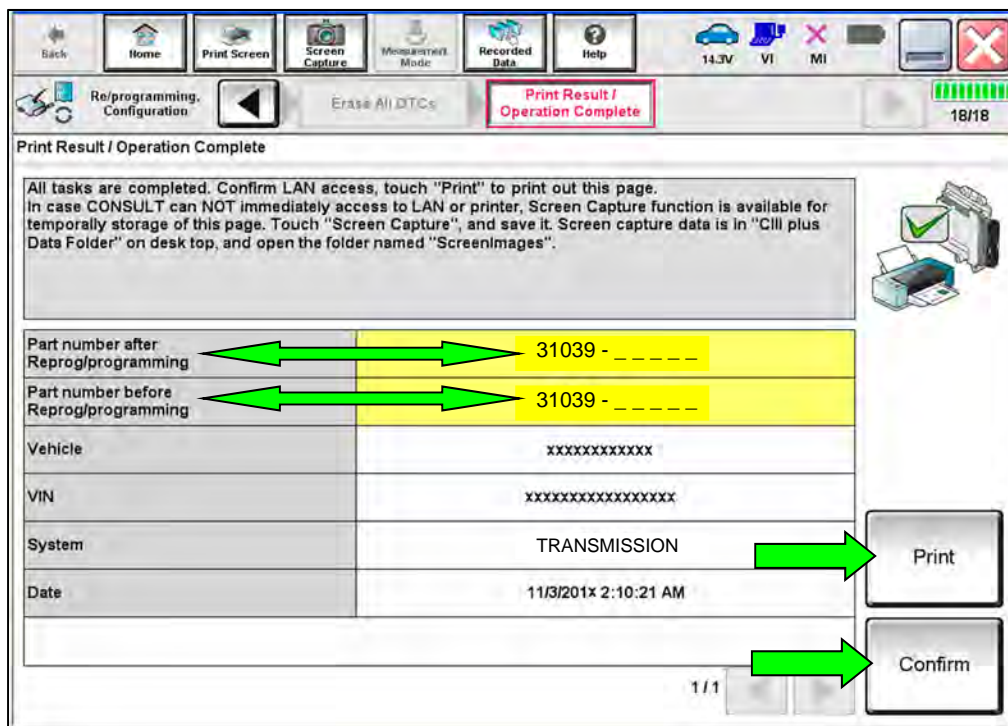 Back
Home
Print Screen
Screen
Capture
Measurement
Mode
Recorded
Data
Help
14.3V
VI
MI
Re/programming,
Configuration
Erase All DTCs
Print Result /
Operation Complete
18/18
Print Result / Operation Complete
All tasks are completed. Confirm LAN access, touch "Print" to print out this page.
In case CONSULT can NOT immediately access to LAN or printer, Screen Capture function is available for
temporally storage of this page. Touch "Screen Capture", and save it. Screen capture data is in "CIII plus
Data Folder" on desk top, and open the folder named "ScreenImages".
Part number after
Reprog/programming
31039 - _ _ _ _ _
Part number before
Reprog/programming
31039 - _ _ _ _ _
Vehicle
xxxxxxxxxxxx
VIN
xxxxxxxxxxxxxxxxx
System
TRANSMISSION
Date
11/3/201x 2:10:21 AM
Print
Confirm
1/1